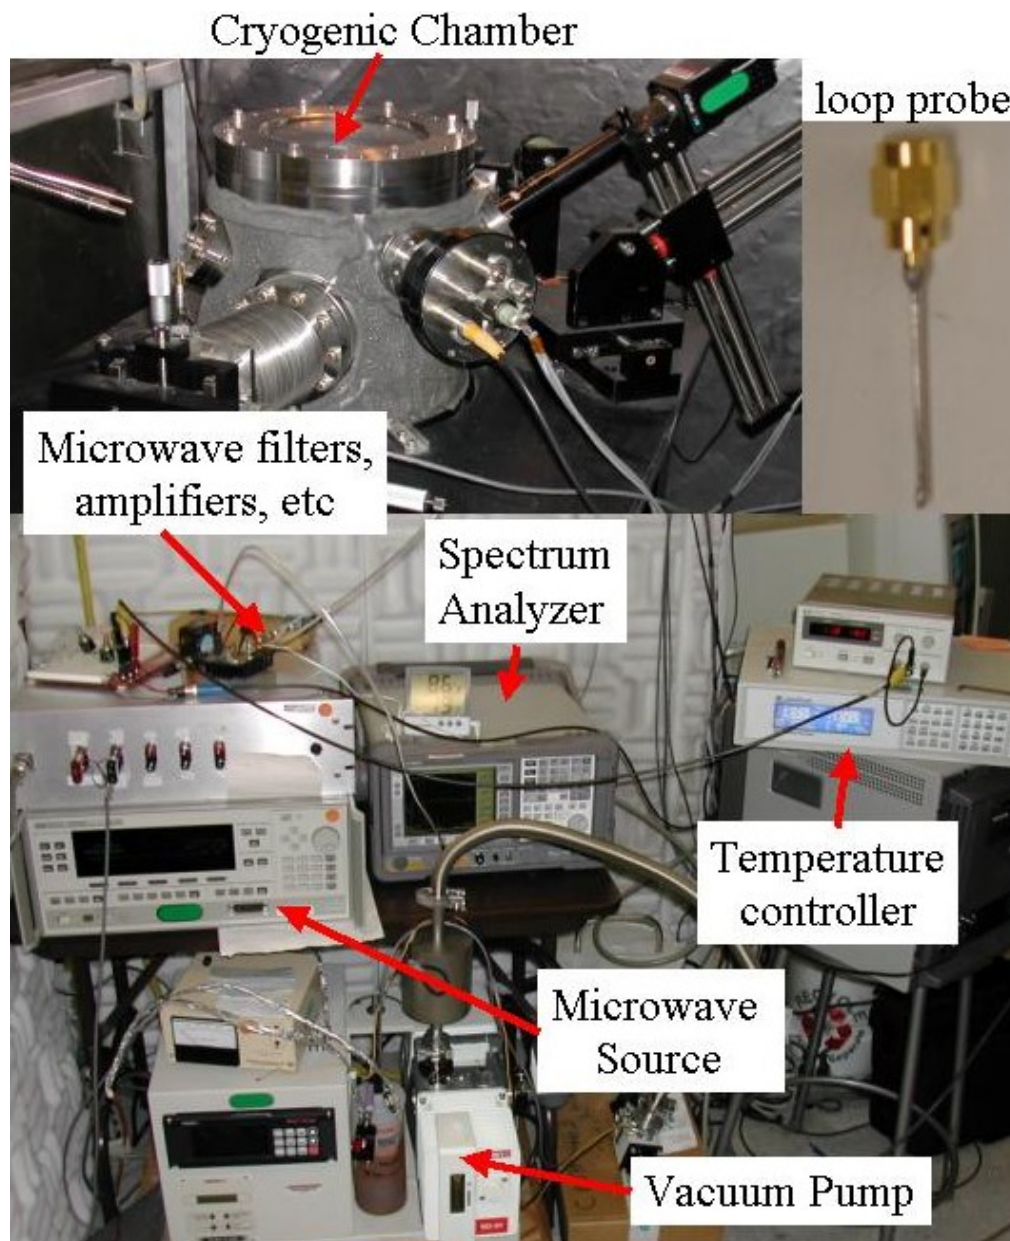 Cryogenic Chamber
loop probe
Microwave filters,
amplifiers, etc
Spectrum
Analyzer
Temperature
controller
Microwave
Source
Vacuum Pump